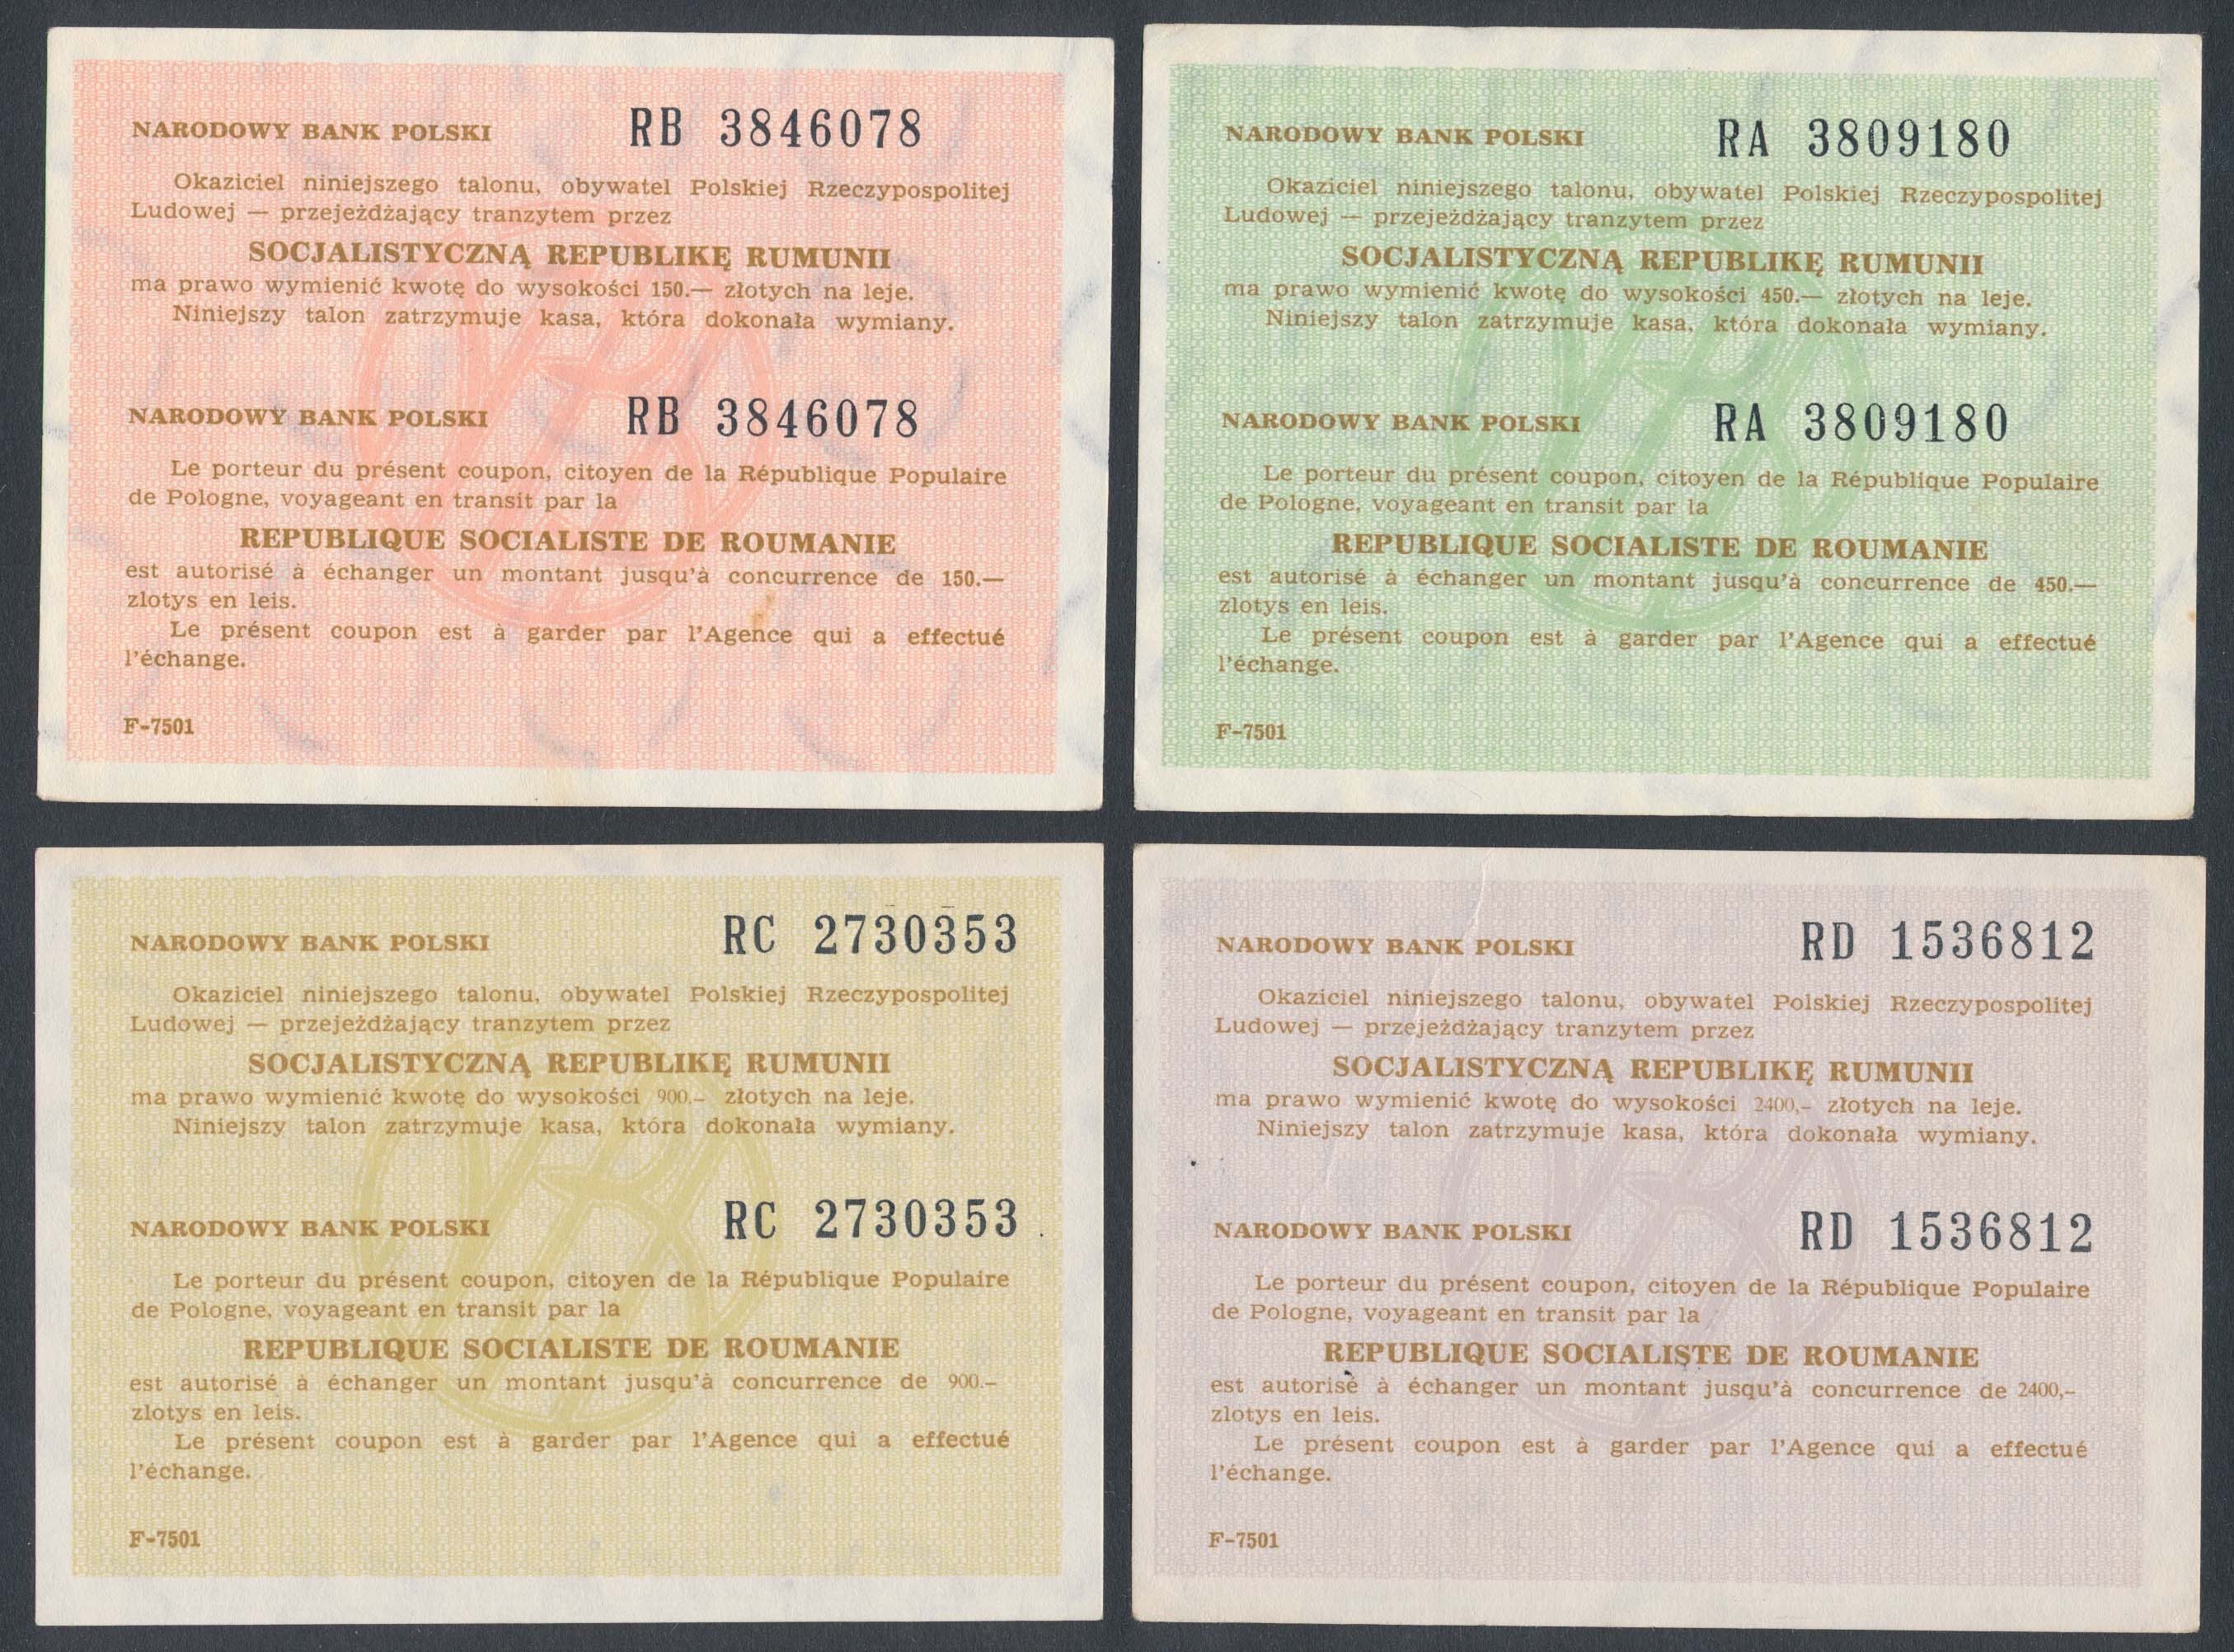 NARODOWY BANK POLSKI RB 3846078
Okaziciel niniejszego talonu, obywatel Polskiej Rzeczypospolitej
Ludowej — przejeżdżający tranzytem przez
SOCJALISTYCZNĄ REPUBLIKĘ RUMUNII
ma prawo wymienić kwotę do wysokości 150.— złotych na leje.
Niniejszy talon zatrzymuje kasa, która dokonała wymiany.
NARODOWY BANK POLSKI RB 3846078
Le porteur du présent coupon, citoyen de la République Populaire
de Pologne, voyageant en transit par la
REPUBLIQUE SOCIALISTE DE ROUMANIE
est autorisé à échanger un montant jusqu'à concurrence de 150.—
zlotys en leis.
Le présent coupon est à garder par l'Agence qui a effectué
l'échange.
F-7501
NARODOWY BANK POLSKI RA 3809180
Okaziciel niniejszego talonu, obywatel Polskiej Rzeczypospolitej
Ludowej — przejeżdżający tranzytem przez
SOCJALISTYCZNĄ REPUBLIKĘ RUMUNII
ma prawo wymienić kwotę do wysokości 450.— złotych na leje.
Niniejszy talon zatrzymuje kasa, która dokonała wymiany.
NARODOWY BANK POLSKI RA 3809180
Le porteur du présent coupon, citoyen de la République Populaire
de Pologne, voyageant en transit par la
REPUBLIQUE SOCIALISTE DE ROUMANIE
est autorisé à échanger un montant jusqu'à concurrence de 450.—
zlotys en leis.
Le présent coupon est à garder par l'Agence qui a effectué
l'échange.
F-7501
NARODOWY BANK POLSKI RC 2730353
Okaziciel niniejszego talonu, obywatel Polskiej Rzeczypospolitej
Ludowej — przejeżdżający tranzytem przez
SOCJALISTYCZNĄ REPUBLIKĘ RUMUNII
ma prawo wymienić kwotę do wysokości 900.- złotych na leje.
Niniejszy talon zatrzymuje kasa, która dokonała wymiany.
NARODOWY BANK POLSKI RC 2730353
Le porteur du présent coupon, citoyen de la République Populaire
de Pologne, voyageant en transit par la
REPUBLIQUE SOCIALISTE DE ROUMANIE
est autorisé à échanger un montant jusqu'à concurrence de 900.-
zlotys en leis.
Le présent coupon est à garder par l'Agence qui a effectué
l'échange.
F-7501
NARODOWY BANK POLSKI RD 1536812
Okaziciel niniejszego talonu, obywatel Polskiej Rzeczypospolitej
Ludowej — przejeżdżający tranzytem przez
SOCJALISTYCZNĄ REPUBLIKĘ RUMUNII
ma prawo wymienić kwotę do wysokości 2400,- złotych na leje.
Niniejszy talon zatrzymuje kasa, która dokonała wymiany.
NARODOWY BANK POLSKI RD 1536812
Le porteur du présent coupon, citoyen de la République Populaire
de Pologne, voyageant en transit par la
REPUBLIQUE SOCIALISTE DE ROUMANIE
est autorisé à échanger un montant jusqu'à concurrence de 2400,-
zlotys en leis.
Le présent coupon est à garder par l'Agence qui a effectué
l'échange.
F-7501